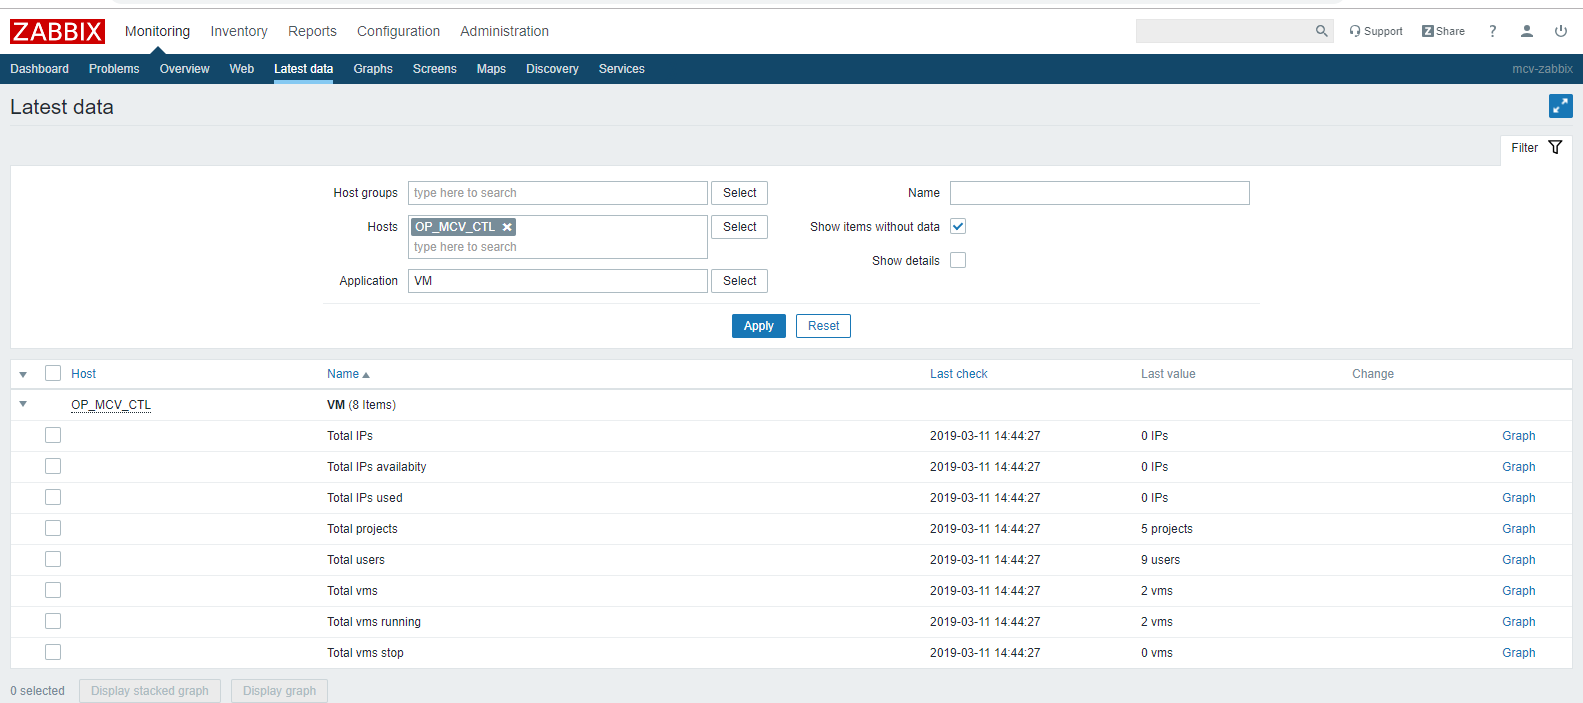 ZABBIX Monitoring Inventory Reports Configuration Administration Support Z Share ?
Dashboard Problems Overview Web Latest data Graphs Screens Maps Discovery Services mcv-zabbix
Latest data
Filter
Host groups type here to search Select Name
Hosts OP_MCV_CTL Select Show items without data
type here to search
Show details
Application VM Select
Apply Reset
Host Name Last check Last value Change
OP_MCV_CTL VM (8 Items)
Total IPs 2019-03-11 14:44:27 0 IPs Graph
Total IPs availabity 2019-03-11 14:44:27 0 IPs Graph
Total IPs used 2019-03-11 14:44:27 0 IPs Graph
Total projects 2019-03-11 14:44:27 5 projects Graph
Total users 2019-03-11 14:44:27 9 users Graph
Total vms 2019-03-11 14:44:27 2 vms Graph
Total vms running 2019-03-11 14:44:27 2 vms Graph
Total vms stop 2019-03-11 14:44:27 0 vms Graph
0 selected Display stacked graph Display graph